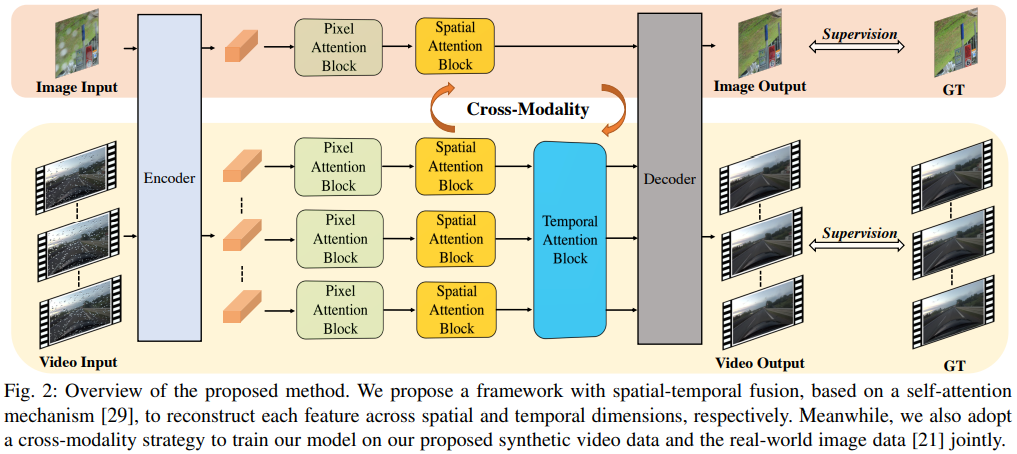 Image Input
Encoder
Pixel
Attention
Block
Spatial
Attention
Block
Cross-Modality
Decoder
Image Output
Supervision
GT
Video Input
Pixel
Attention
Block
Spatial
Attention
Block
Pixel
Attention
Block
Spatial
Attention
Block
Pixel
Attention
Block
Spatial
Attention
Block
Temporal
Attention
Block
Video Output
Supervision
GT
Fig. 2: Overview of the proposed method. We propose a framework with spatial-temporal fusion, based on a self-attention
mechanism [29], to reconstruct each feature across spatial and temporal dimensions, respectively. Meanwhile, we also adopt
a cross-modality strategy to train our model on our proposed synthetic video data and the real-world image data [21] jointly.